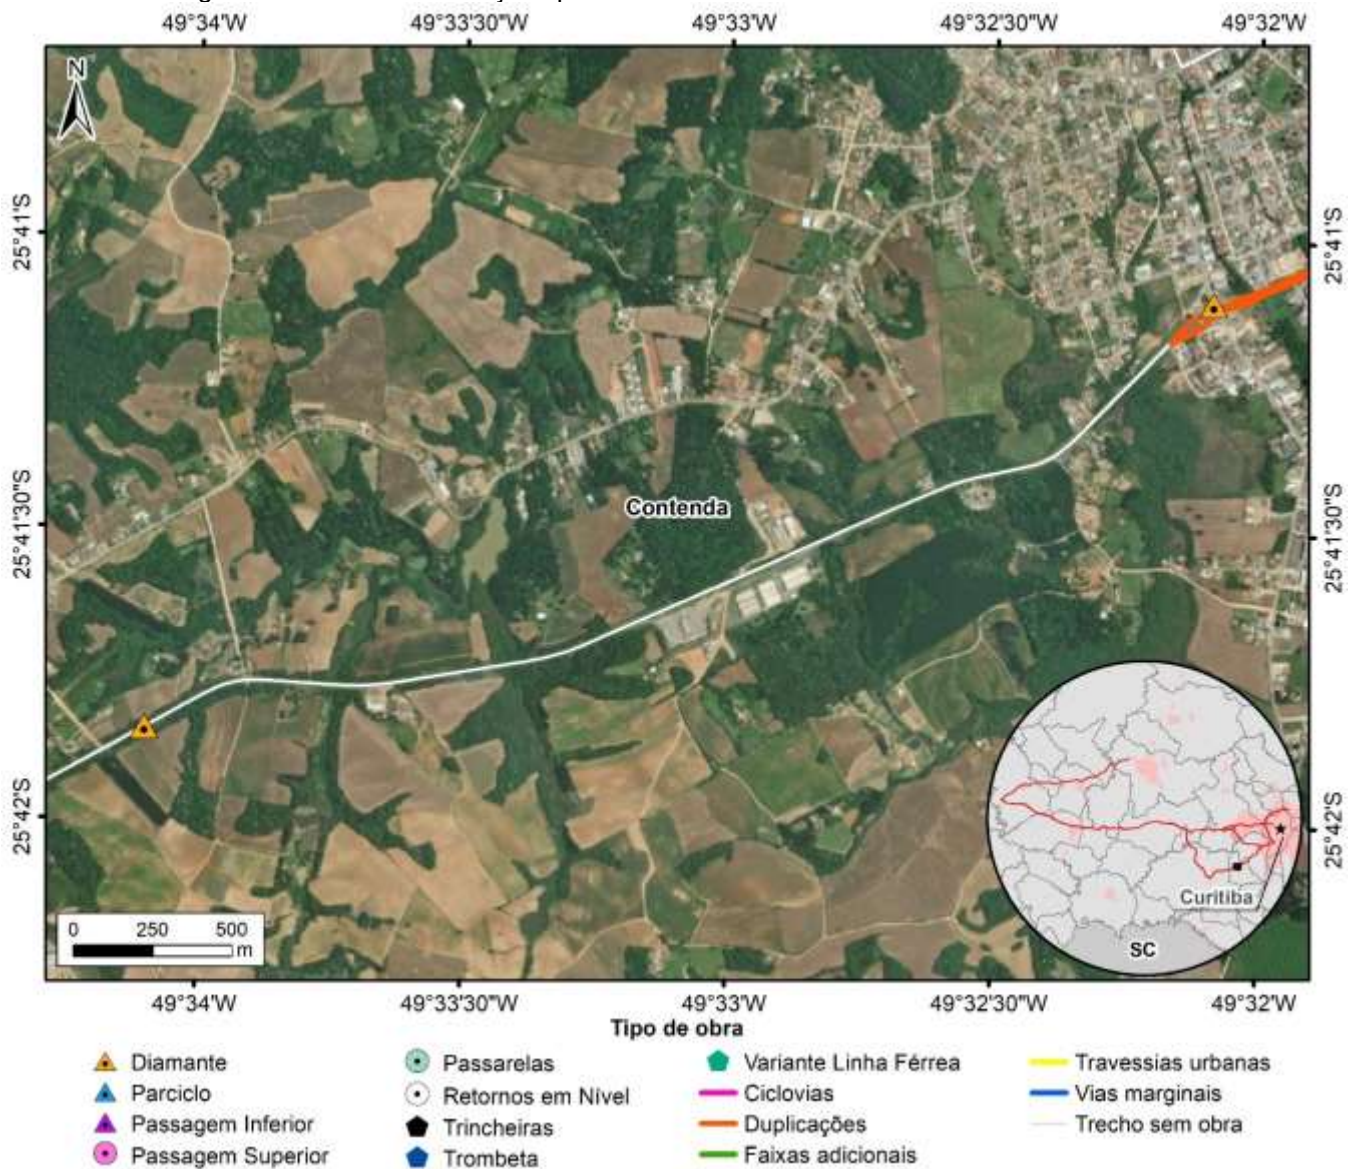 49°34'W 49°33'30"W 49°33'W 49°32'30"W 49°32'W
N
25°41'S
25°41'S
Contenda
25°41'30"S
25°41'30"S
25°42'S
25°42'S
Curitiba
SC
0 250 500
m
49°34'W 49°33'30"W 49°33'W 49°32'30"W 49°32'W
Tipo de obra
Diamante
Parciclo
Passagem Inferior
Passagem Superior
Passarelas
Retornos em Nível
Trincheiras
Trombeta
Variante Linha Férrea
Ciclovias
Duplicações
Faixas adicionais
Travessias urbanas
Vias marginais
Trecho sem obra